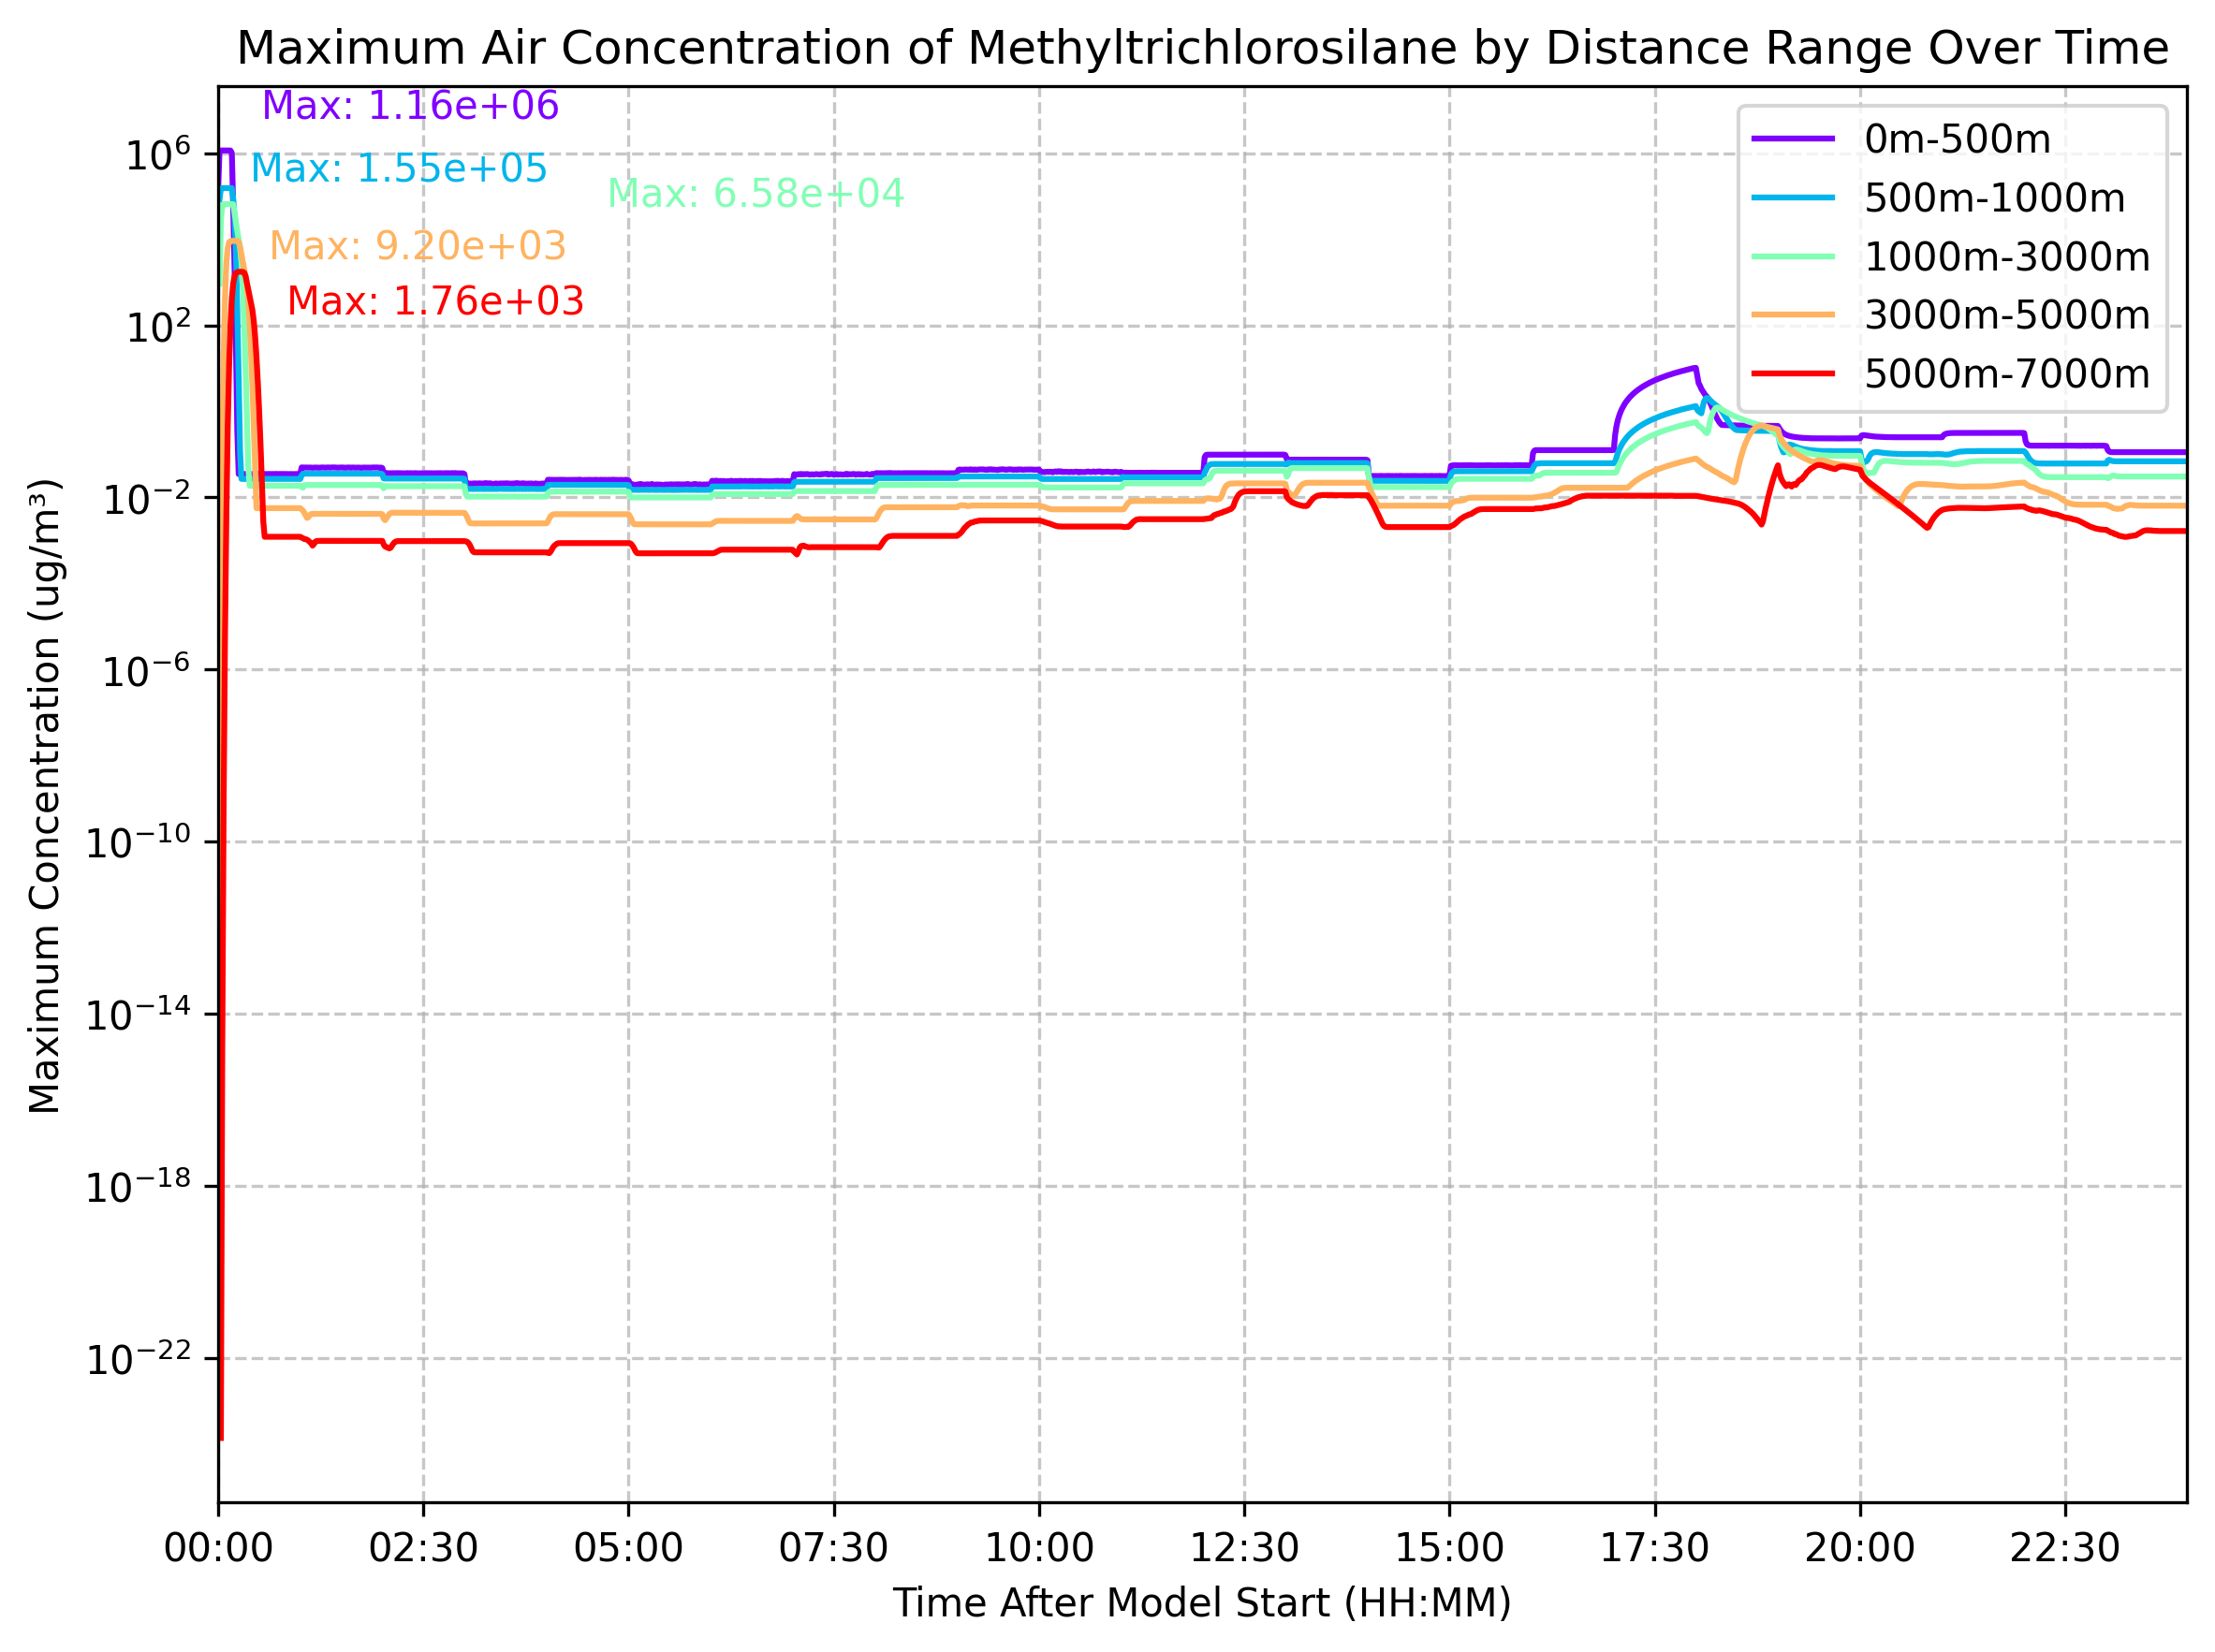 Maximum Air Concentration of Methyltrichlorosilane by Distance Range Over Time
Max: 1.16e+06
Max: 1.55e+05
Max: 6.58e+04
Max: 9.20e+03
Max: 1.76e+03
0m-500m
500m-1000m
1000m-3000m
3000m-5000m
5000m-7000m
Maximum Concentration (ug/m³)
10⁶
10²
10⁻²
10⁻⁶
10⁻¹⁰
10⁻¹⁴
10⁻¹⁸
10⁻²²
00:00 02:30 05:00 07:30 10:00 12:30 15:00 17:30 20:00 22:30
Time After Model Start (HH:MM)